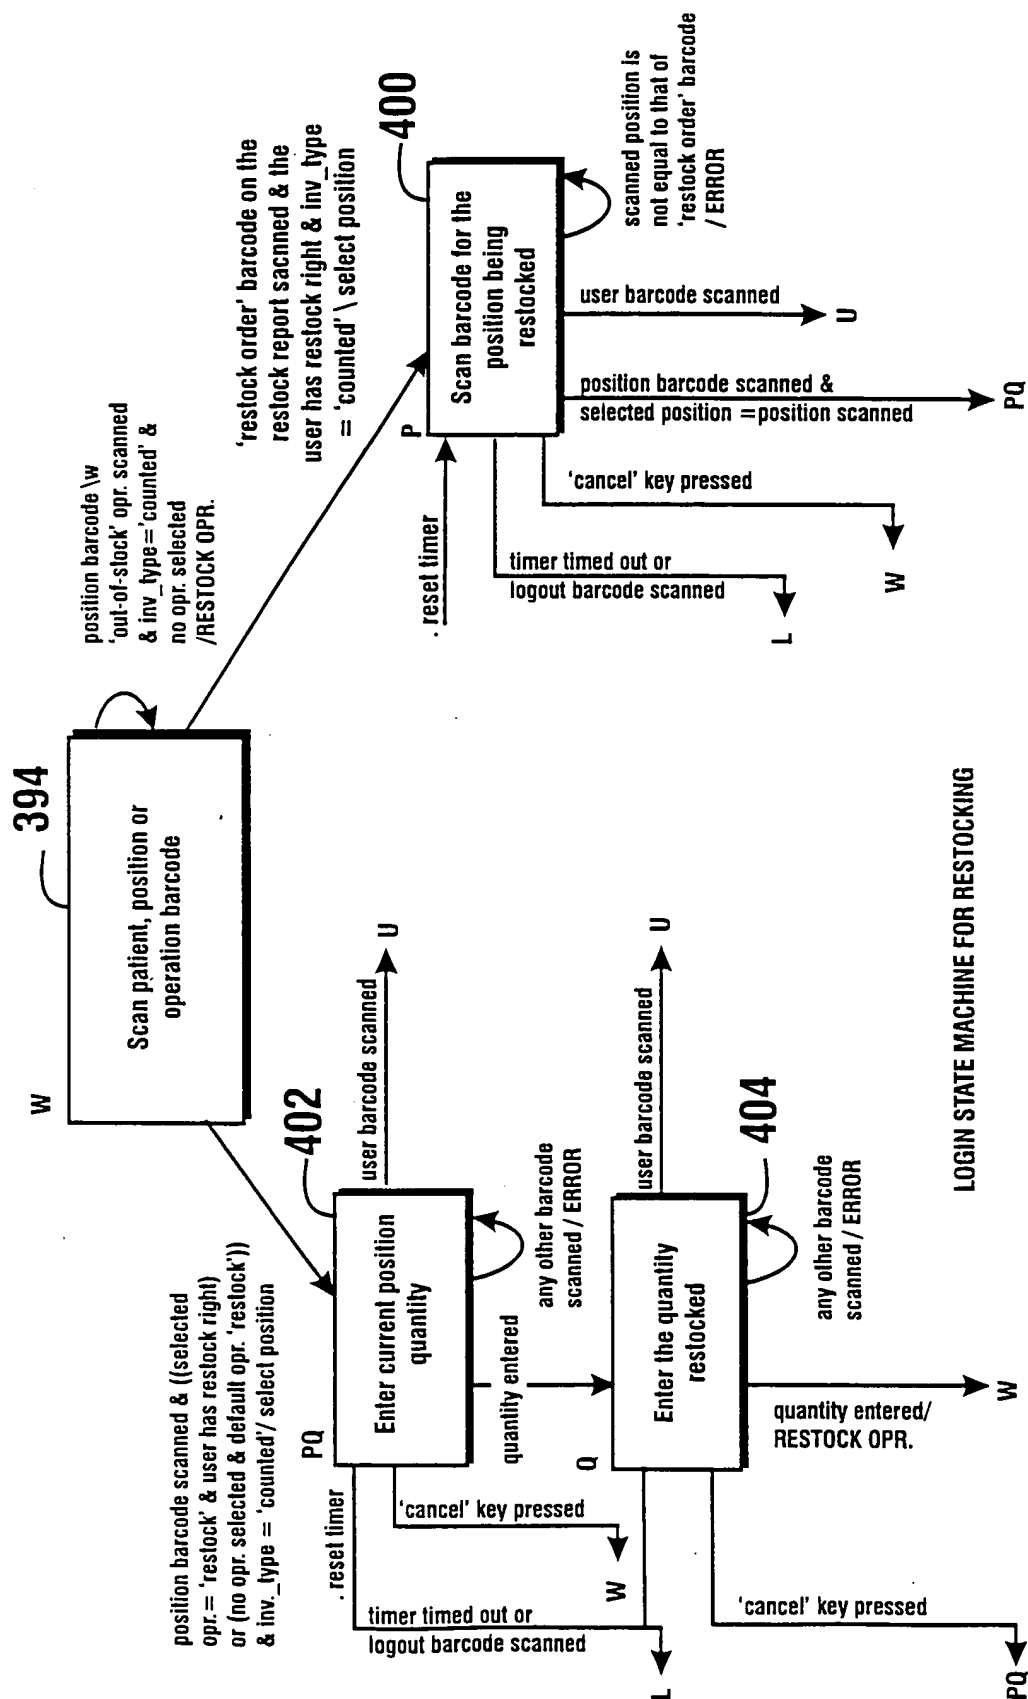 W
394
Scan patient, position or
operation barcode
position barcode \w
'out-of-stock' opr. scanned
& inv_type='counted' &
no opr. selected
/RESTOCK OPR.
'restock order' barcode on the
restock report sacnned & the
user has restock right & inv_type
= 'counted' \ select position
400
P
Scan barcode for the
position being
restocked
. reset timer
scanned position is
not equal to that of
'restock order' barcode
/ ERROR
user barcode scanned
U
position barcode scanned &
selected position =position scanned
PQ
'cancel' key pressed
W
timer timed out or
logout barcode scanned
L
position barcode scanned & ((selected
opr.= 'restock' & user has restock right)
or (no opr. selected & default opr. 'restock'))
& inv._type = 'counted'/ select position
402
PQ
Enter current position
quantity
user barcode scanned
U
any other barcode
scanned / ERROR
quantity entered
. reset timer
'cancel' key pressed
W
timer timed out or
logout barcode scanned
L
404
Q
Enter the quantity
restocked
user barcode scanned
U
any other barcode
scanned / ERROR
quantity entered/
RESTOCK OPR.
W
'cancel' key pressed
PQ
LOGIN STATE MACHINE FOR RESTOCKING